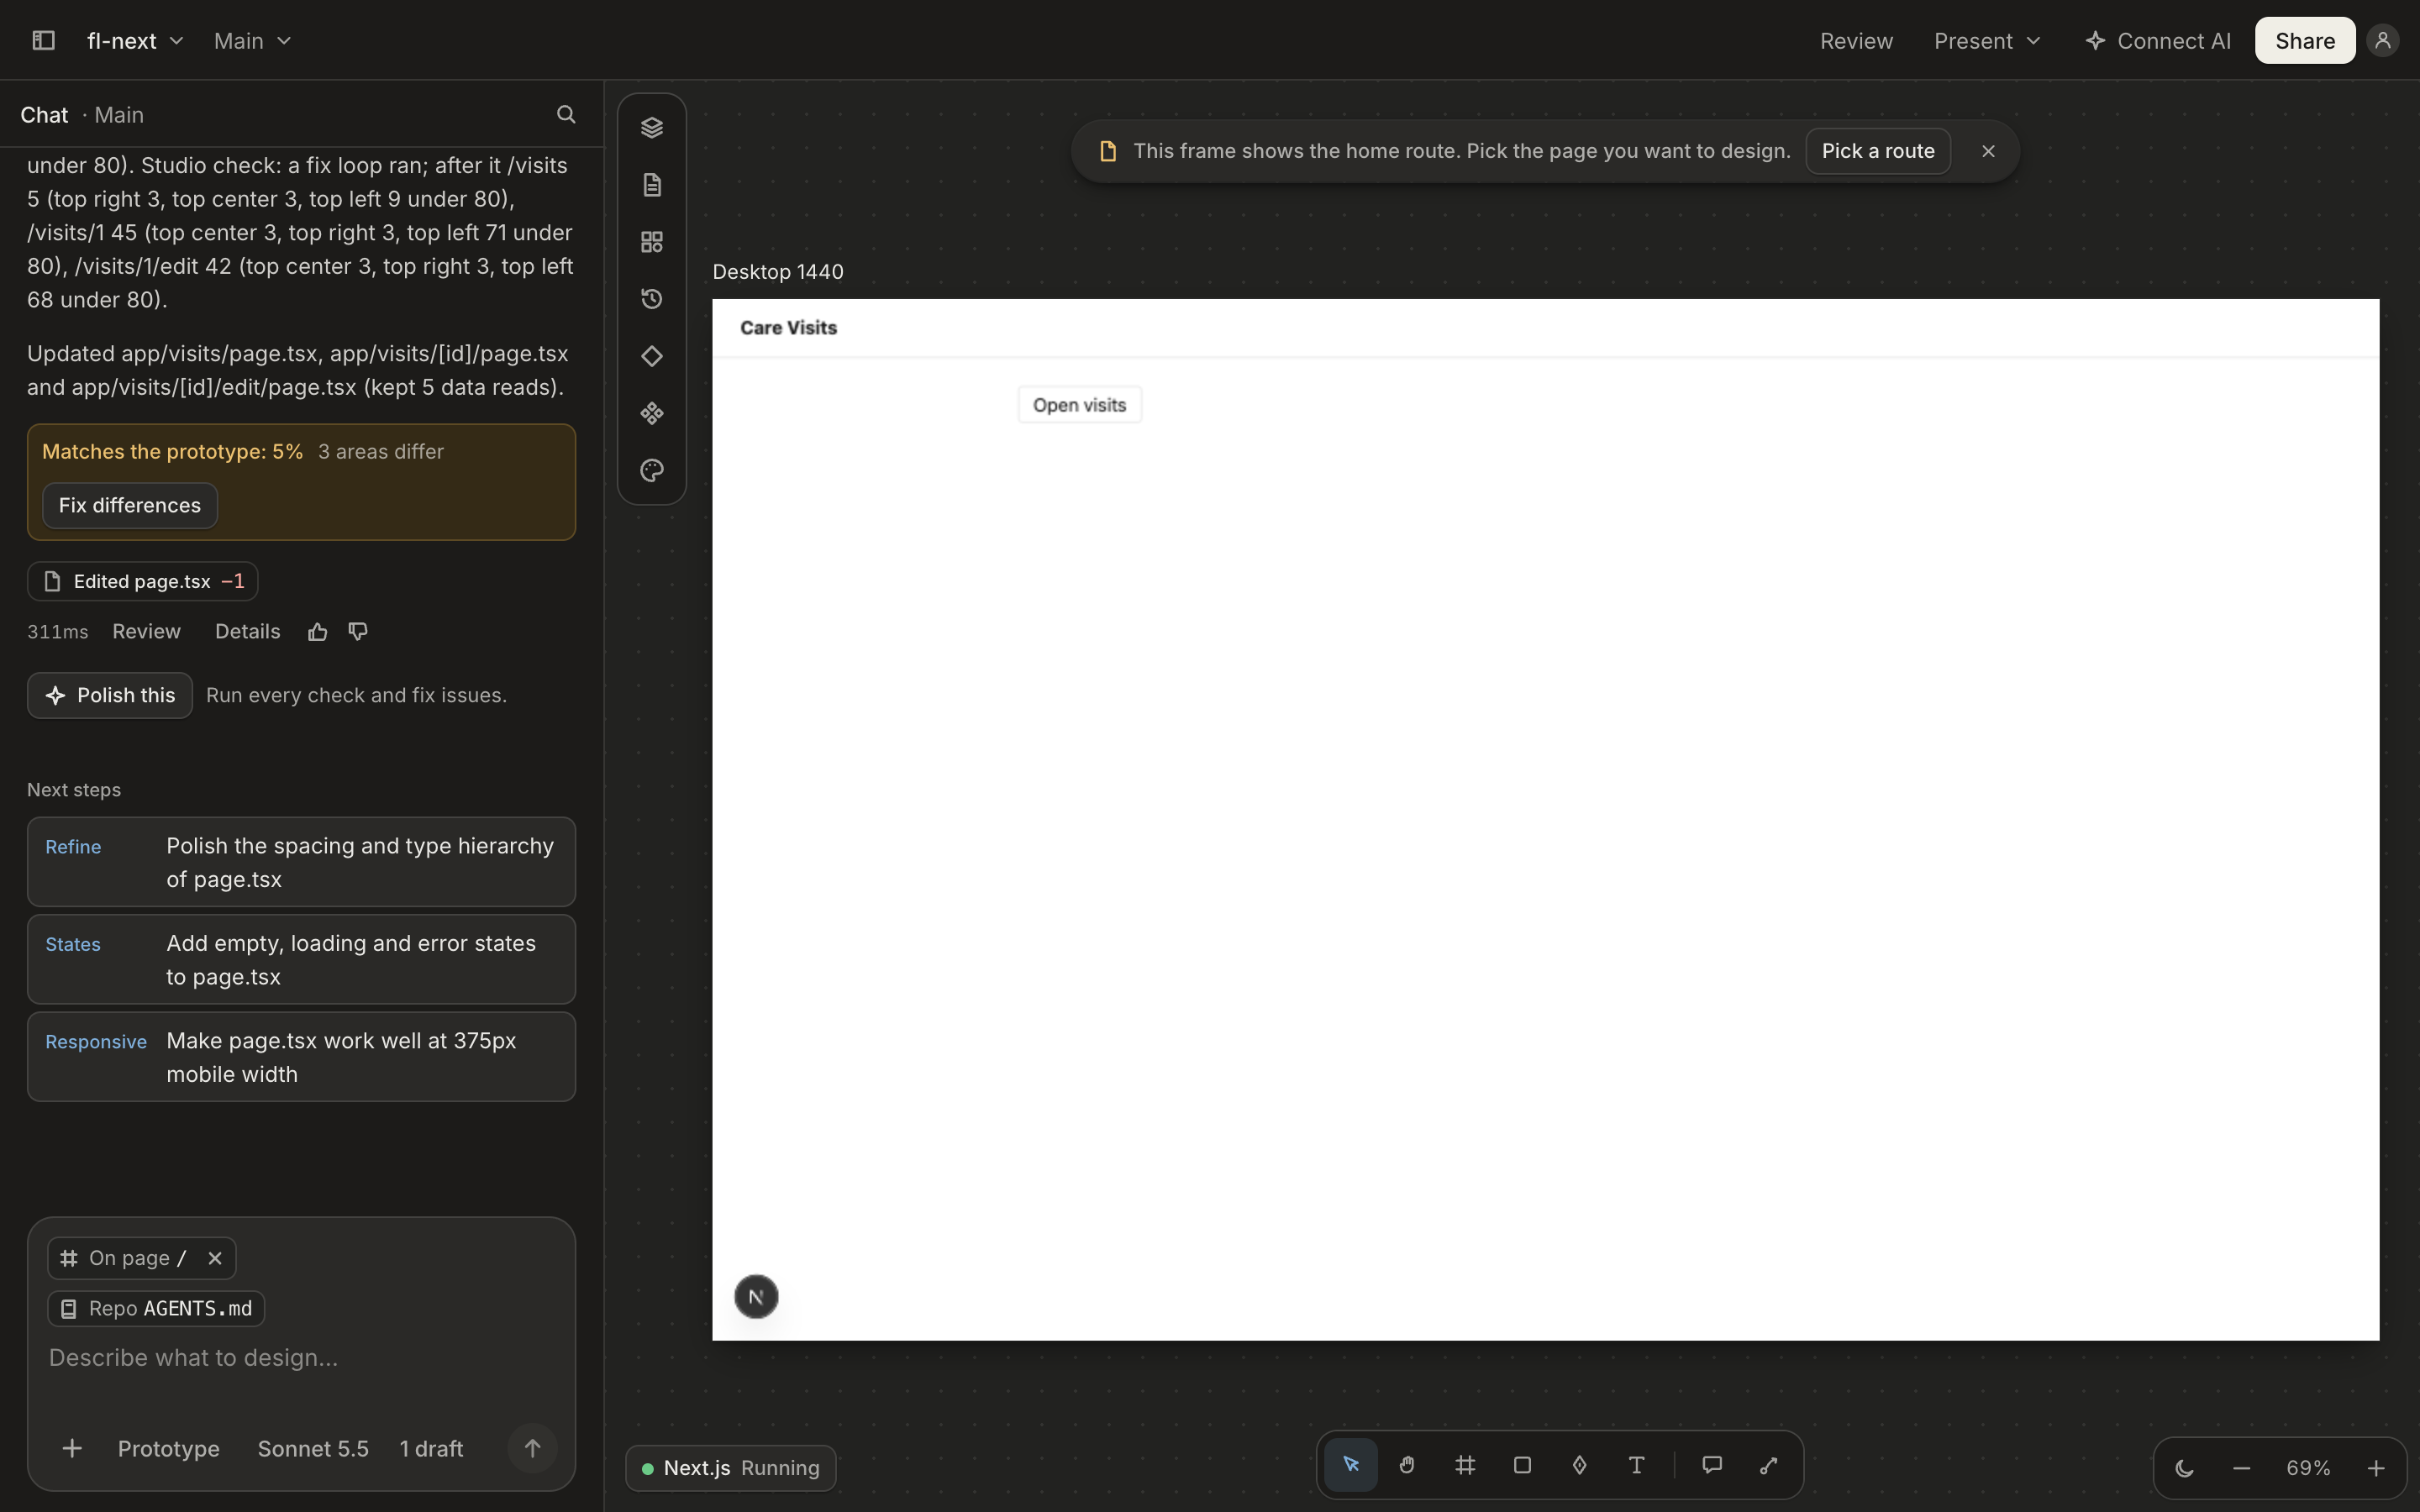 fl-next
Main
Review
Present
Connect AI
Share
Chat · Main
under 80). Studio check: a fix loop ran; after it /visits
5 (top right 3, top center 3, top left 9 under 80),
/visits/1 45 (top center 3, top right 3, top left 71 under
80), /visits/1/edit 42 (top center 3, top right 3, top left
68 under 80).
Updated app/visits/page.tsx, app/visits/[id]/page.tsx
and app/visits/[id]/edit/page.tsx (kept 5 data reads).
Matches the prototype: 5% 3 areas differ
Fix differences
Edited page.tsx −1
311ms Review Details
Polish this Run every check and fix issues.
Next steps
Refine Polish the spacing and type hierarchy
of page.tsx
States Add empty, loading and error states
to page.tsx
Responsive Make page.tsx work well at 375px
mobile width
On page /
Repo AGENTS.md
Describe what to design...
Prototype Sonnet 5.5 1 draft
This frame shows the home route. Pick the page you want to design. Pick a route
Desktop 1440
Care Visits
Open visits
N
Next.js Running
69%